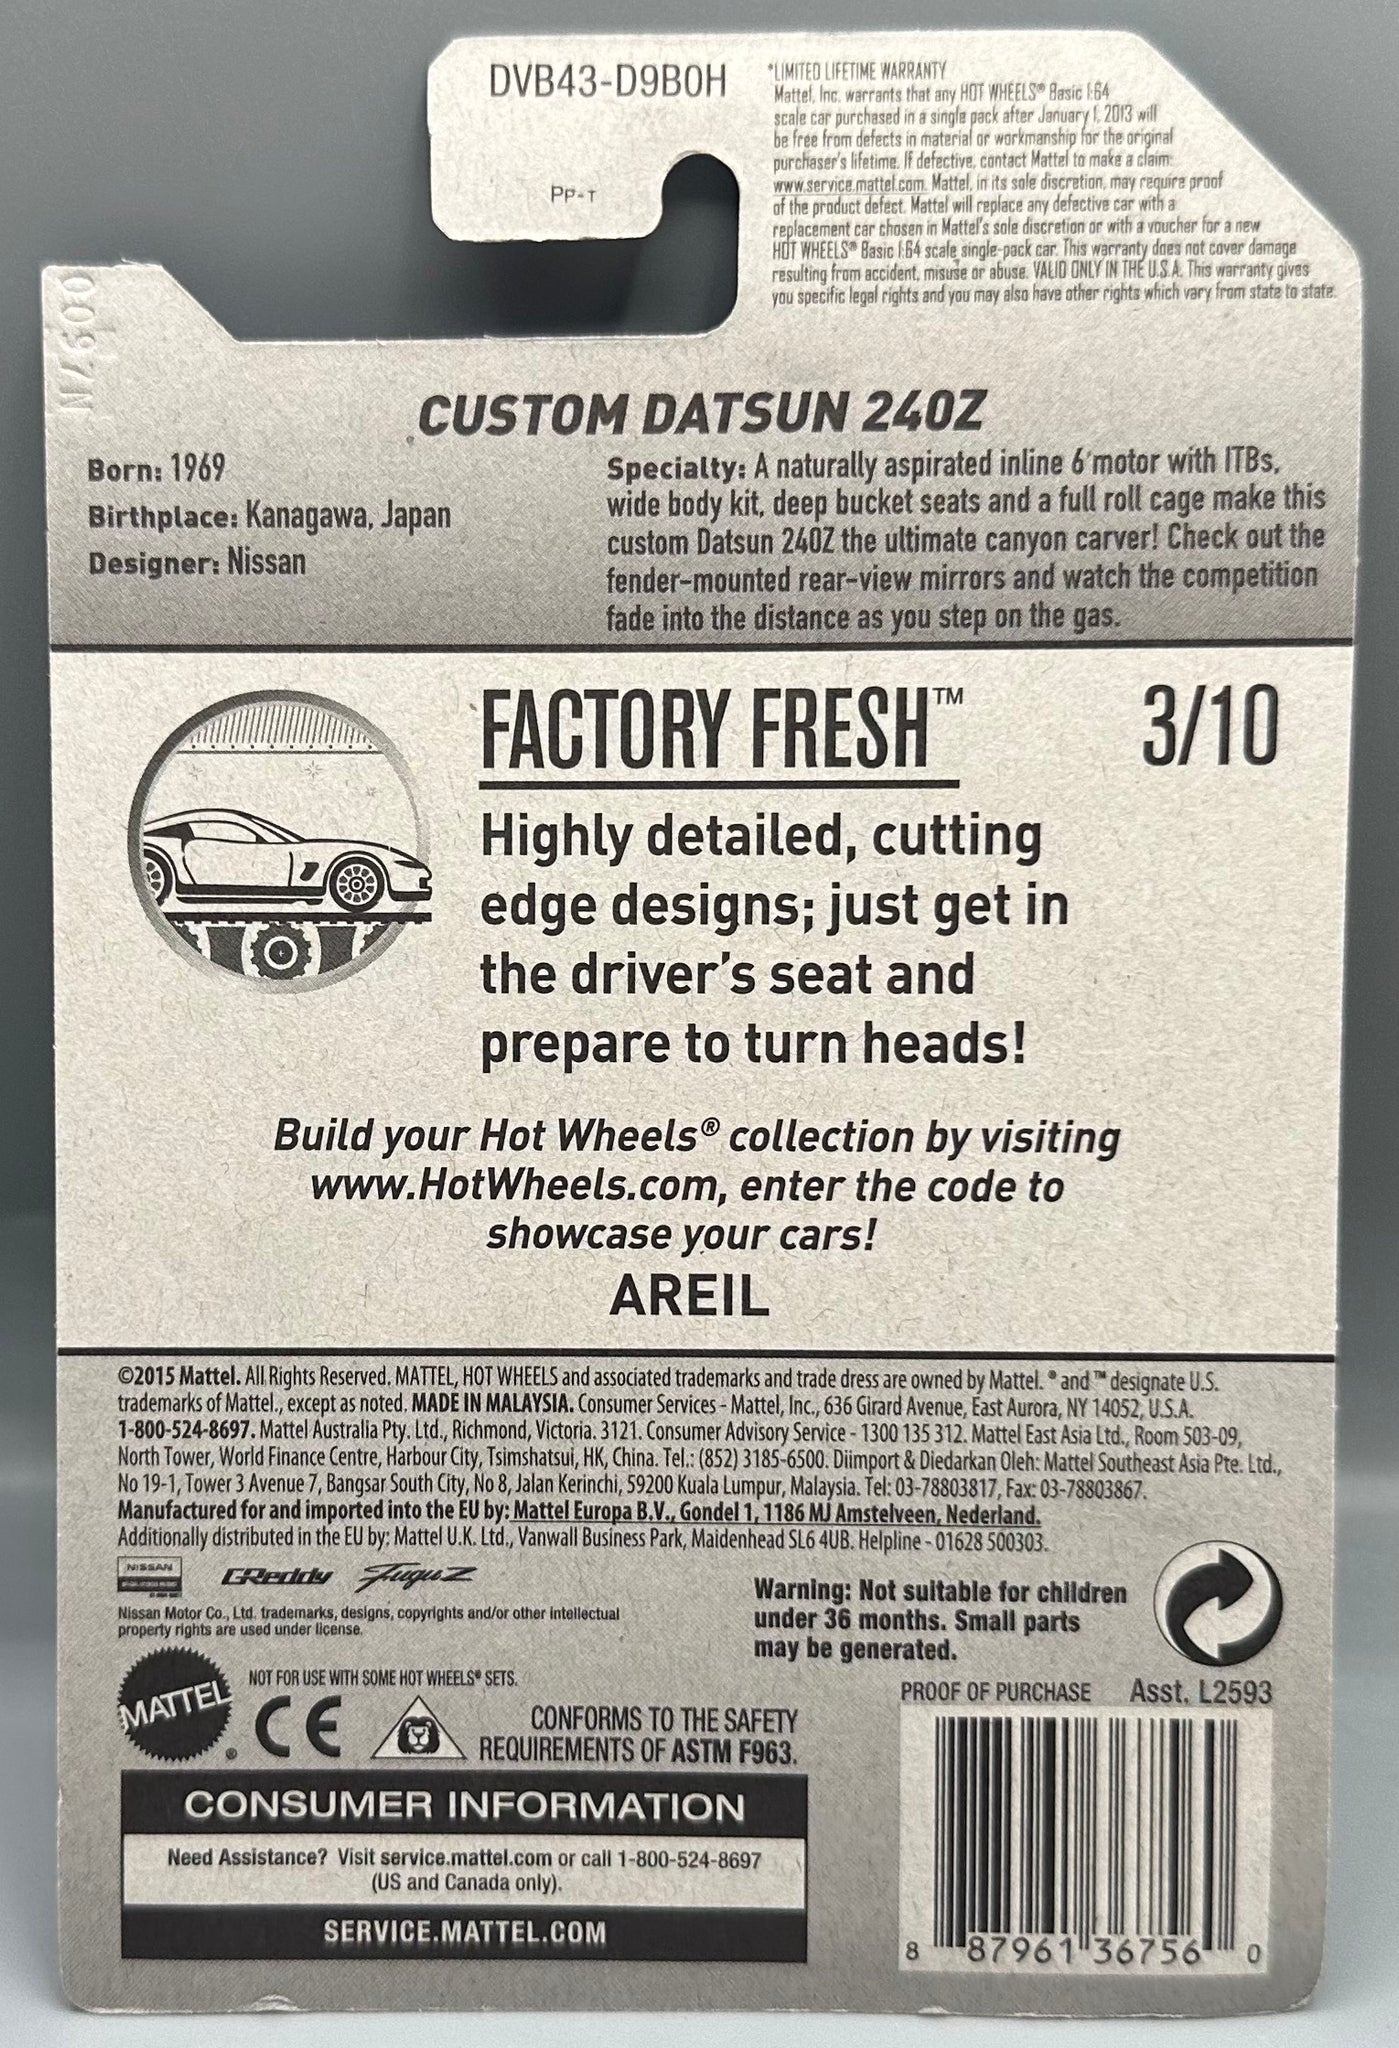 DVB43-D9B0H
PP-T
*LIMITED LIFETIME WARRANTY
Mattel, Inc. warrants that any HOT WHEELS® Basic 1:64
scale car purchased in a single pack after January 1, 2013 will
be free from defects in material or workmanship for the original
purchaser's lifetime. If defective, contact Mattel to make a claim:
www.service.mattel.com. Mattel, in its sole discretion, may require proof
of the product defect. Mattel will replace any defective car with a
replacement car chosen in Mattel's sole discretion or with a voucher for a new
HOT WHEELS® Basic 1:64 scale single-pack car. This warranty does not cover damage
resulting from accident, misuse or abuse. VALID ONLY IN THE U.S.A. This warranty gives
you specific legal rights and you may also have other rights which vary from state to state.
CUSTOM DATSUN 240Z
Born: 1969
Birthplace: Kanagawa, Japan
Designer: Nissan
Specialty: A naturally aspirated inline 6 motor with ITBs,
wide body kit, deep bucket seats and a full roll cage make this
custom Datsun 240Z the ultimate canyon carver! Check out the
fender-mounted rear-view mirrors and watch the competition
fade into the distance as you step on the gas.
FACTORY FRESH™
3/10
Highly detailed, cutting
edge designs; just get in
the driver's seat and
prepare to turn heads!
Build your Hot Wheels® collection by visiting
www.HotWheels.com, enter the code to
showcase your cars!
AREIL
©2015 Mattel. All Rights Reserved. MATTEL, HOT WHEELS and associated trademarks and trade dress are owned by Mattel. ® and ™ designate U.S.
trademarks of Mattel., except as noted. MADE IN MALAYSIA. Consumer Services - Mattel, Inc., 636 Girard Avenue, East Aurora, NY 14052, U.S.A.
1-800-524-8697. Mattel Australia Pty. Ltd., Richmond, Victoria. 3121. Consumer Advisory Service - 1300 135 312. Mattel East Asia Ltd., Room 503-09,
North Tower, World Finance Centre, Harbour City, Tsimshatsui, HK, China. Tel.: (852) 3185-6500. Diimport & Diedarkan Oleh: Mattel Southeast Asia Pte. Ltd.,
No 19-1, Tower 3 Avenue 7, Bangsar South City, No 8, Jalan Kerinchi, 59200 Kuala Lumpur, Malaysia. Tel: 03-78803817, Fax: 03-78803867.
Manufactured for and imported into the EU by: Mattel Europa B.V., Gondel 1, 1186 MJ Amstelveen, Nederland.
Additionally distributed in the EU by: Mattel U.K. Ltd., Vanwall Business Park, Maidenhead SL6 4UB. Helpline - 01628 500303.
NISSAN
GReddy
FuguZ
Nissan Motor Co., Ltd. trademarks, designs, copyrights and/or other intellectual
property rights are used under license.
Warning: Not suitable for children
under 36 months. Small parts
may be generated.
MATTEL®
NOT FOR USE WITH SOME HOT WHEELS® SETS.
CE
CONFORMS TO THE SAFETY
REQUIREMENTS OF ASTM F963.
PROOF OF PURCHASE
Asst. L2593
CONSUMER INFORMATION
Need Assistance? Visit service.mattel.com or call 1-800-524-8697
(US and Canada only).
SERVICE.MATTEL.COM
8 87961 36756 0